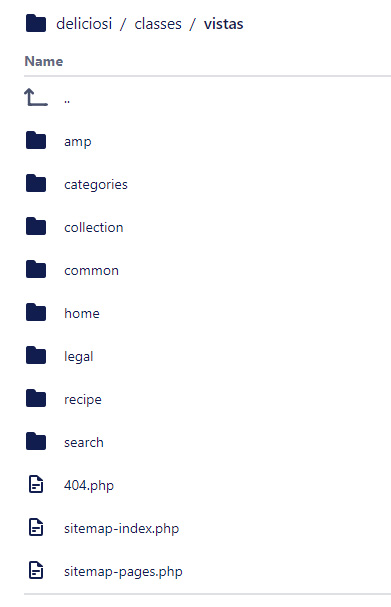 deliciosi / classes / vistas
Name
..
amp
categories
collection
common
home
legal
recipe
search
404.php
sitemap-index.php
sitemap-pages.php